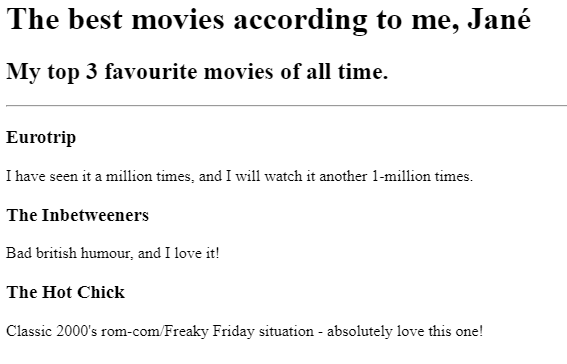 The best movies according to me, Jané
My top 3 favourite movies of all time.
Eurotrip
I have seen it a million times, and I will watch it another 1-million times.
The Inbetweeners
Bad british humour, and I love it!
The Hot Chick
Classic 2000's rom-com/Freaky Friday situation - absolutely love this one!